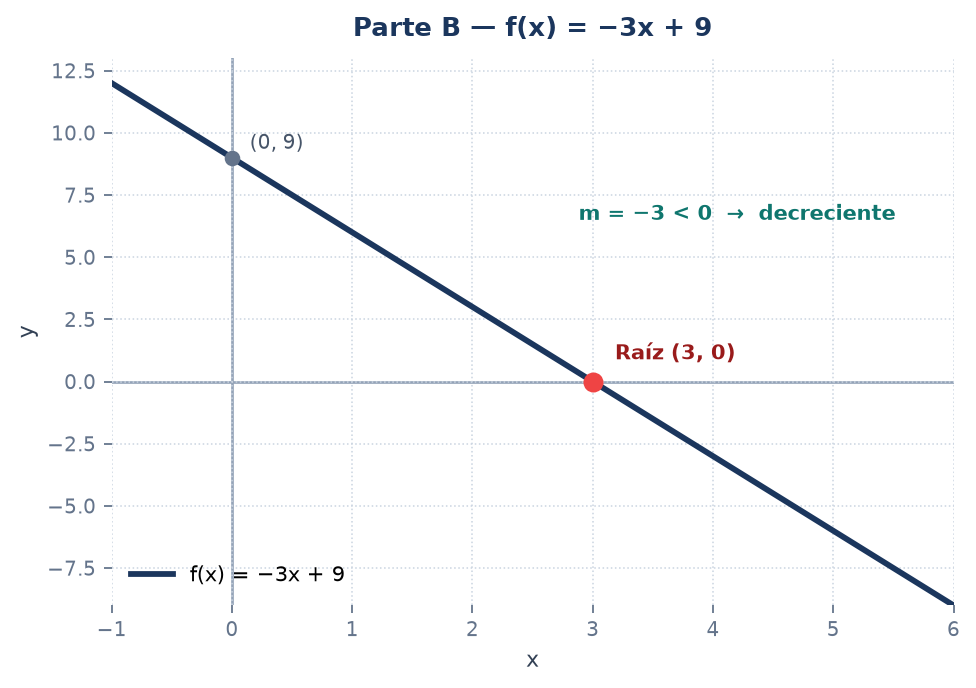 Parte B — f(x) = −3x + 9
12.5
10.0
(0, 9)
7.5
m = −3 < 0 → decreciente
5.0
2.5
y
Raíz (3, 0)
0.0
−2.5
−5.0
−7.5
f(x) = −3x + 9
−1 0 1 2 3 4 5 6
x